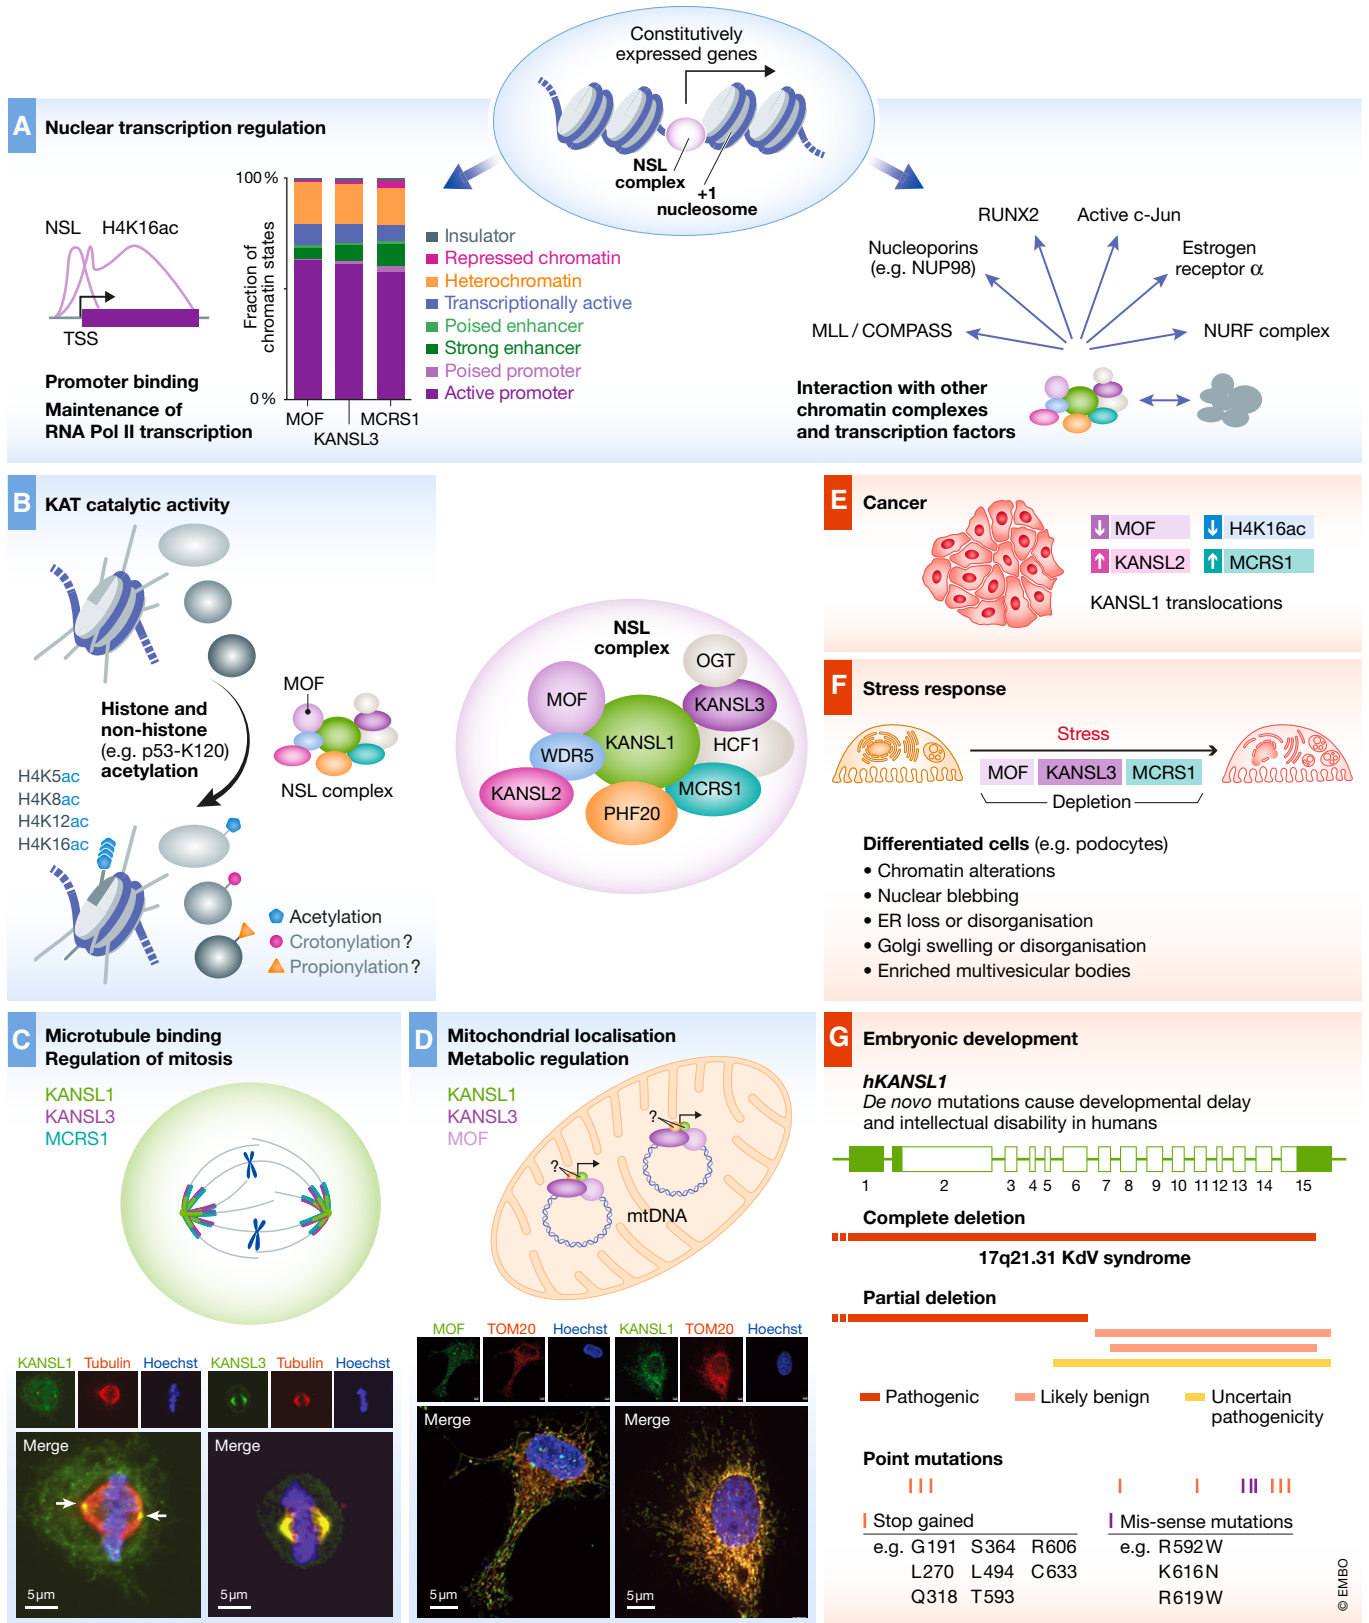 Constitutively
expressed genes
NSL
complex
+1
nucleosome
A Nuclear transcription regulation
NSL H4K16ac
TSS
Promoter binding
Maintenance of
RNA Pol II transcription
100 %
0 %
Fraction of
chromatin states
MOF
KANSL3
MCRS1
Insulator
Repressed chromatin
Heterochromatin
Transcriptionally active
Poised enhancer
Strong enhancer
Poised promoter
Active promoter
RUNX2 Active c-Jun
Nucleoporins
(e.g. NUP98)
Estrogen
receptor α
MLL / COMPASS
NURF complex
Interaction with other
chromatin complexes
and transcription factors
B KAT catalytic activity
Histone and
non-histone
(e.g. p53-K120)
acetylation
MOF
NSL complex
H4K5ac
H4K8ac
H4K12ac
H4K16ac
Acetylation
Crotonylation?
Propionylation?
NSL
complex
OGT
MOF
KANSL3
KANSL1
HCF1
WDR5
KANSL2
MCRS1
PHF20
E Cancer
↓ MOF ↓ H4K16ac
↑ KANSL2 ↑ MCRS1
KANSL1 translocations
F Stress response
Stress
MOF KANSL3 MCRS1
Depletion
Differentiated cells (e.g. podocytes)
• Chromatin alterations
• Nuclear blebbing
• ER loss or disorganisation
• Golgi swelling or disorganisation
• Enriched multivesicular bodies
C Microtubule binding
Regulation of mitosis
KANSL1
KANSL3
MCRS1
KANSL1 Tubulin Hoechst KANSL3 Tubulin Hoechst
Merge
5 µm
Merge
5 µm
D Mitochondrial localisation
Metabolic regulation
KANSL1
KANSL3
MOF
?
?
mtDNA
MOF TOM20 Hoechst KANSL1 TOM20 Hoechst
Merge
5 µm
Merge
5 µm
G Embryonic development
hKANSL1
De novo mutations cause developmental delay
and intellectual disability in humans
1 2 3 4 5 6 7 8 9 10 11 12 13 14 15
Complete deletion
17q21.31 KdV syndrome
Partial deletion
Pathogenic
Likely benign
Uncertain
pathogenicity
Point mutations
Stop gained
e.g. G191 S364 R606
L270 L494 C633
Q318 T593
Mis-sense mutations
e.g. R592W
K616N
R619W
© EMBO